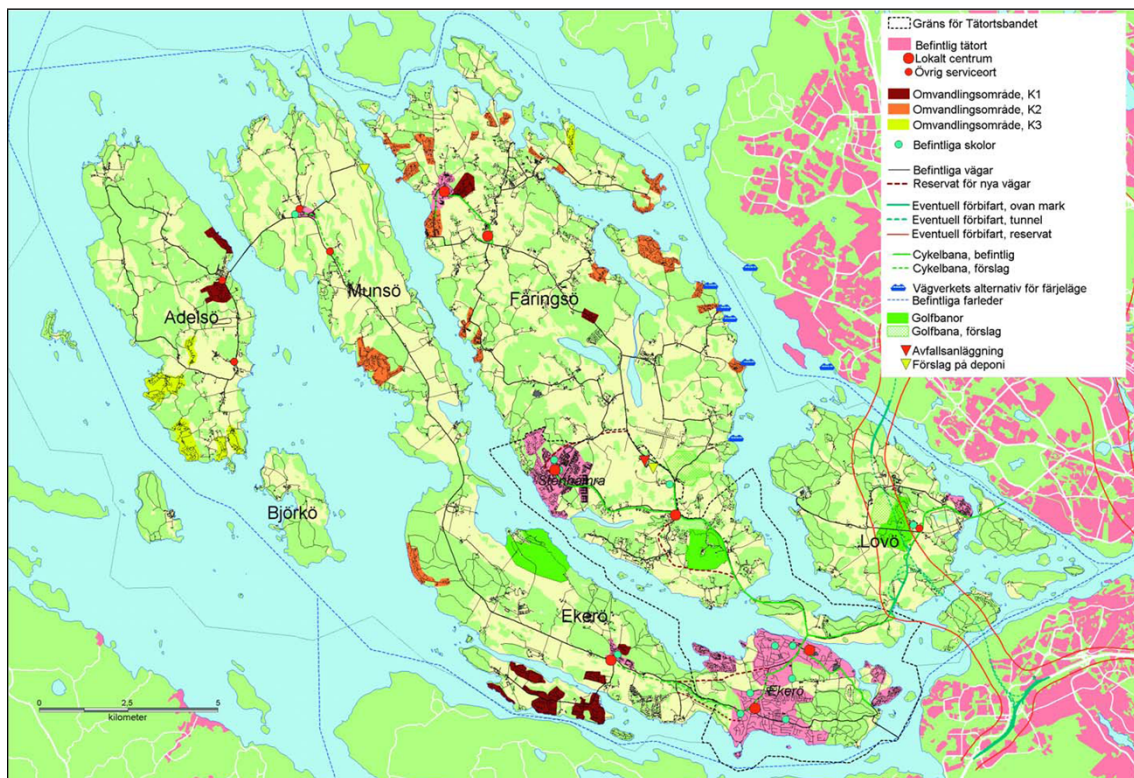 Gräns för Tätortsbandet
Befintlig tätort
Lokalt centrum
Övrig serviceort
Omvandlingsområde, K1
Omvandlingsområde, K2
Omvandlingsområde, K3
Befintliga skolor
Befintliga vägar
Reservat för nya vägar
Eventuell förbifart, ovan mark
Eventuell förbifart, tunnel
Eventuell förbifart, reservat
Cykelbana, befintlig
Cykelbana, förslag
Vägverkets alternativ för färjeläge
Befintliga farleder
Golfbanor
Golfbana, förslag
Avfallsanläggning
Förslag på deponi
Munsö
Färingsö
Adelsö
Stenhamra
Björkö
Lovö
Ekerö
Ekerö
0 2,5 5
kilometer